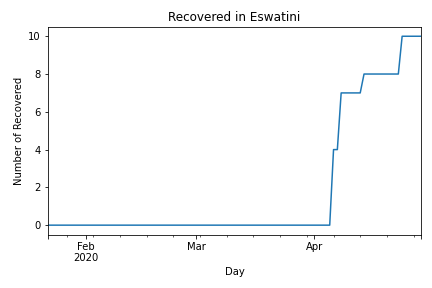 Recovered in Eswatini
10
8
6
4
2
0
Number of Recovered
Feb
2020
Mar
Apr
Day